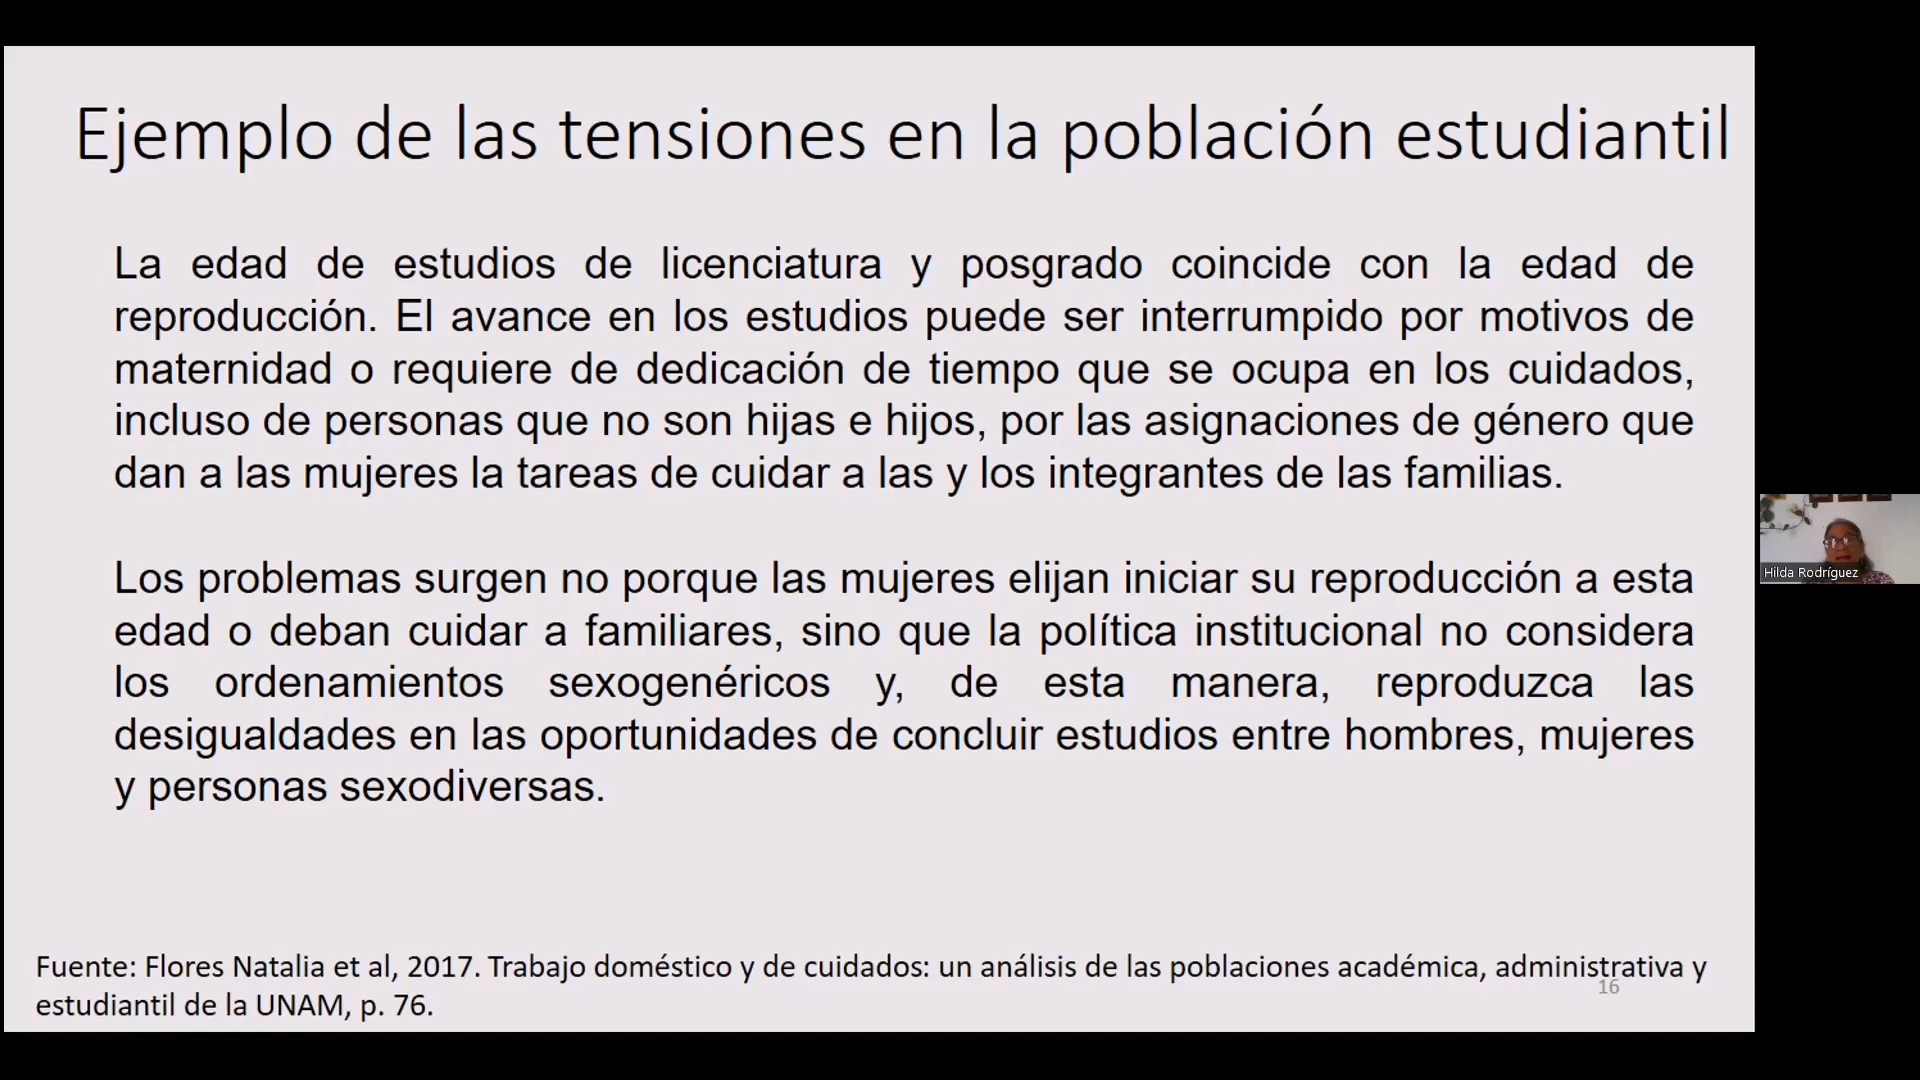 Ejemplo de las tensiones en la población estudiantil
La edad de estudios de licenciatura y posgrado coincide con la edad de
reproducción. El avance en los estudios puede ser interrumpido por motivos de
maternidad o requiere de dedicación de tiempo que se ocupa en los cuidados,
incluso de personas que no son hijas e hijos, por las asignaciones de género que
dan a las mujeres la tareas de cuidar a las y los integrantes de las familias.
Los problemas surgen no porque las mujeres elijan iniciar su reproducción a esta
edad o deban cuidar a familiares, sino que la política institucional no considera
los ordenamientos sexogenéricos y, de esta manera, reproduzca las
desigualdades en las oportunidades de concluir estudios entre hombres, mujeres
y personas sexodiversas.
Fuente: Flores Natalia et al, 2017. Trabajo doméstico y de cuidados: un análisis de las poblaciones académica, administrativa y
estudiantil de la UNAM, p. 76.
16
Hilda Rodríguez